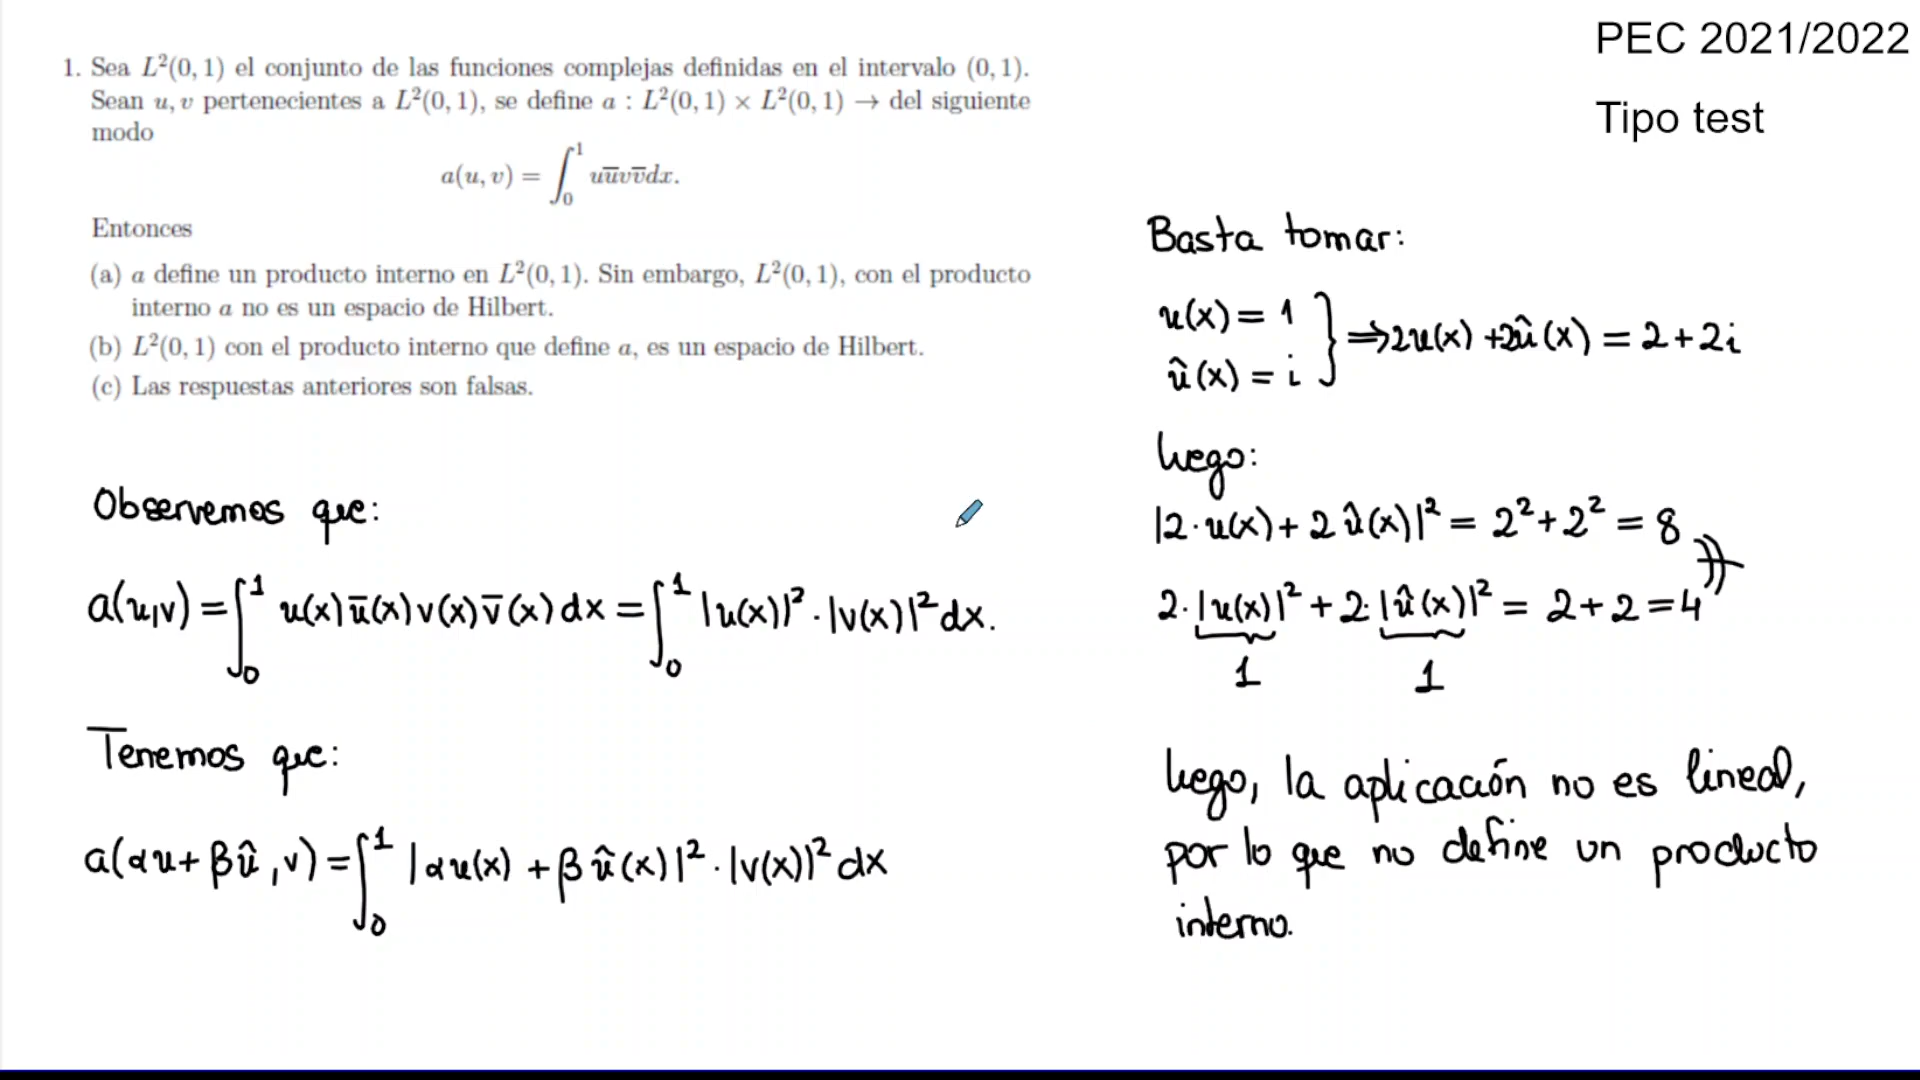 PEC 2021/2022
Tipo test
1. Sea L²(0, 1) el conjunto de las funciones complejas definidas en el intervalo (0, 1).
Sean u, v pertenecientes a L²(0, 1), se define a : L²(0, 1) × L²(0, 1) → del siguiente
modo
a(u, v) = ∫₀¹ uu̅vv̅dx.
Entonces
(a) a define un producto interno en L²(0, 1). Sin embargo, L²(0, 1), con el producto
interno a no es un espacio de Hilbert.
(b) L²(0, 1) con el producto interno que define a, es un espacio de Hilbert.
(c) Las respuestas anteriores son falsas.
Observemos que:
a(u,v) = ∫₀¹ u(x)u̅(x)v(x)v̅(x)dx = ∫₀¹ |u(x)|²·|v(x)|²dx.
Tenemos que:
a(αu+βû,v) = ∫₀¹ |αu(x)+βû(x)|²·|v(x)|²dx
Basta tomar:
u(x) = 1
û(x) = i
} ⇒ 2u(x)+2û(x) = 2+2i
luego:
|2·u(x)+2û(x)|² = 2²+2² = 8
≠
2·|u(x)|²+2·|û(x)|² = 2+2 = 4
1 1
luego, la aplicación no es lineal,
por lo que no define un producto
interno.